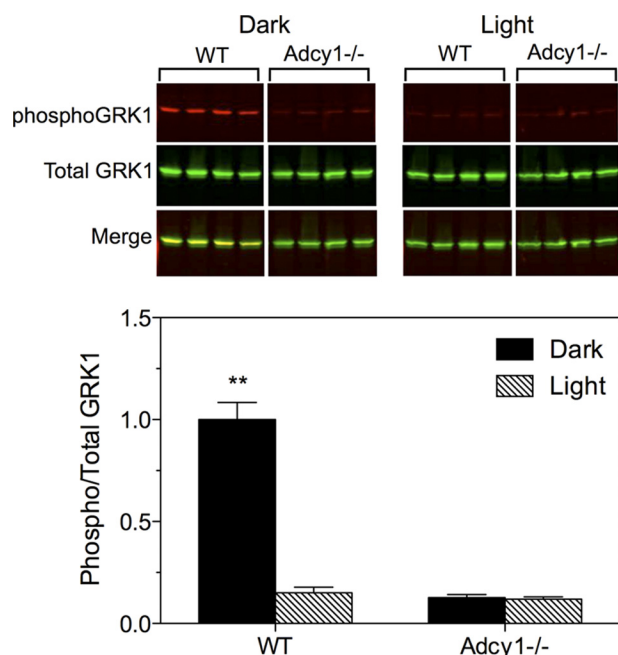 Dark Light
WT Adcy1-/- WT Adcy1-/-
phosphoGRK1
Total GRK1
Merge
1.5
1.0
0.5
0.0
Phospho/Total GRK1
**
Dark
Light
WT Adcy1-/-